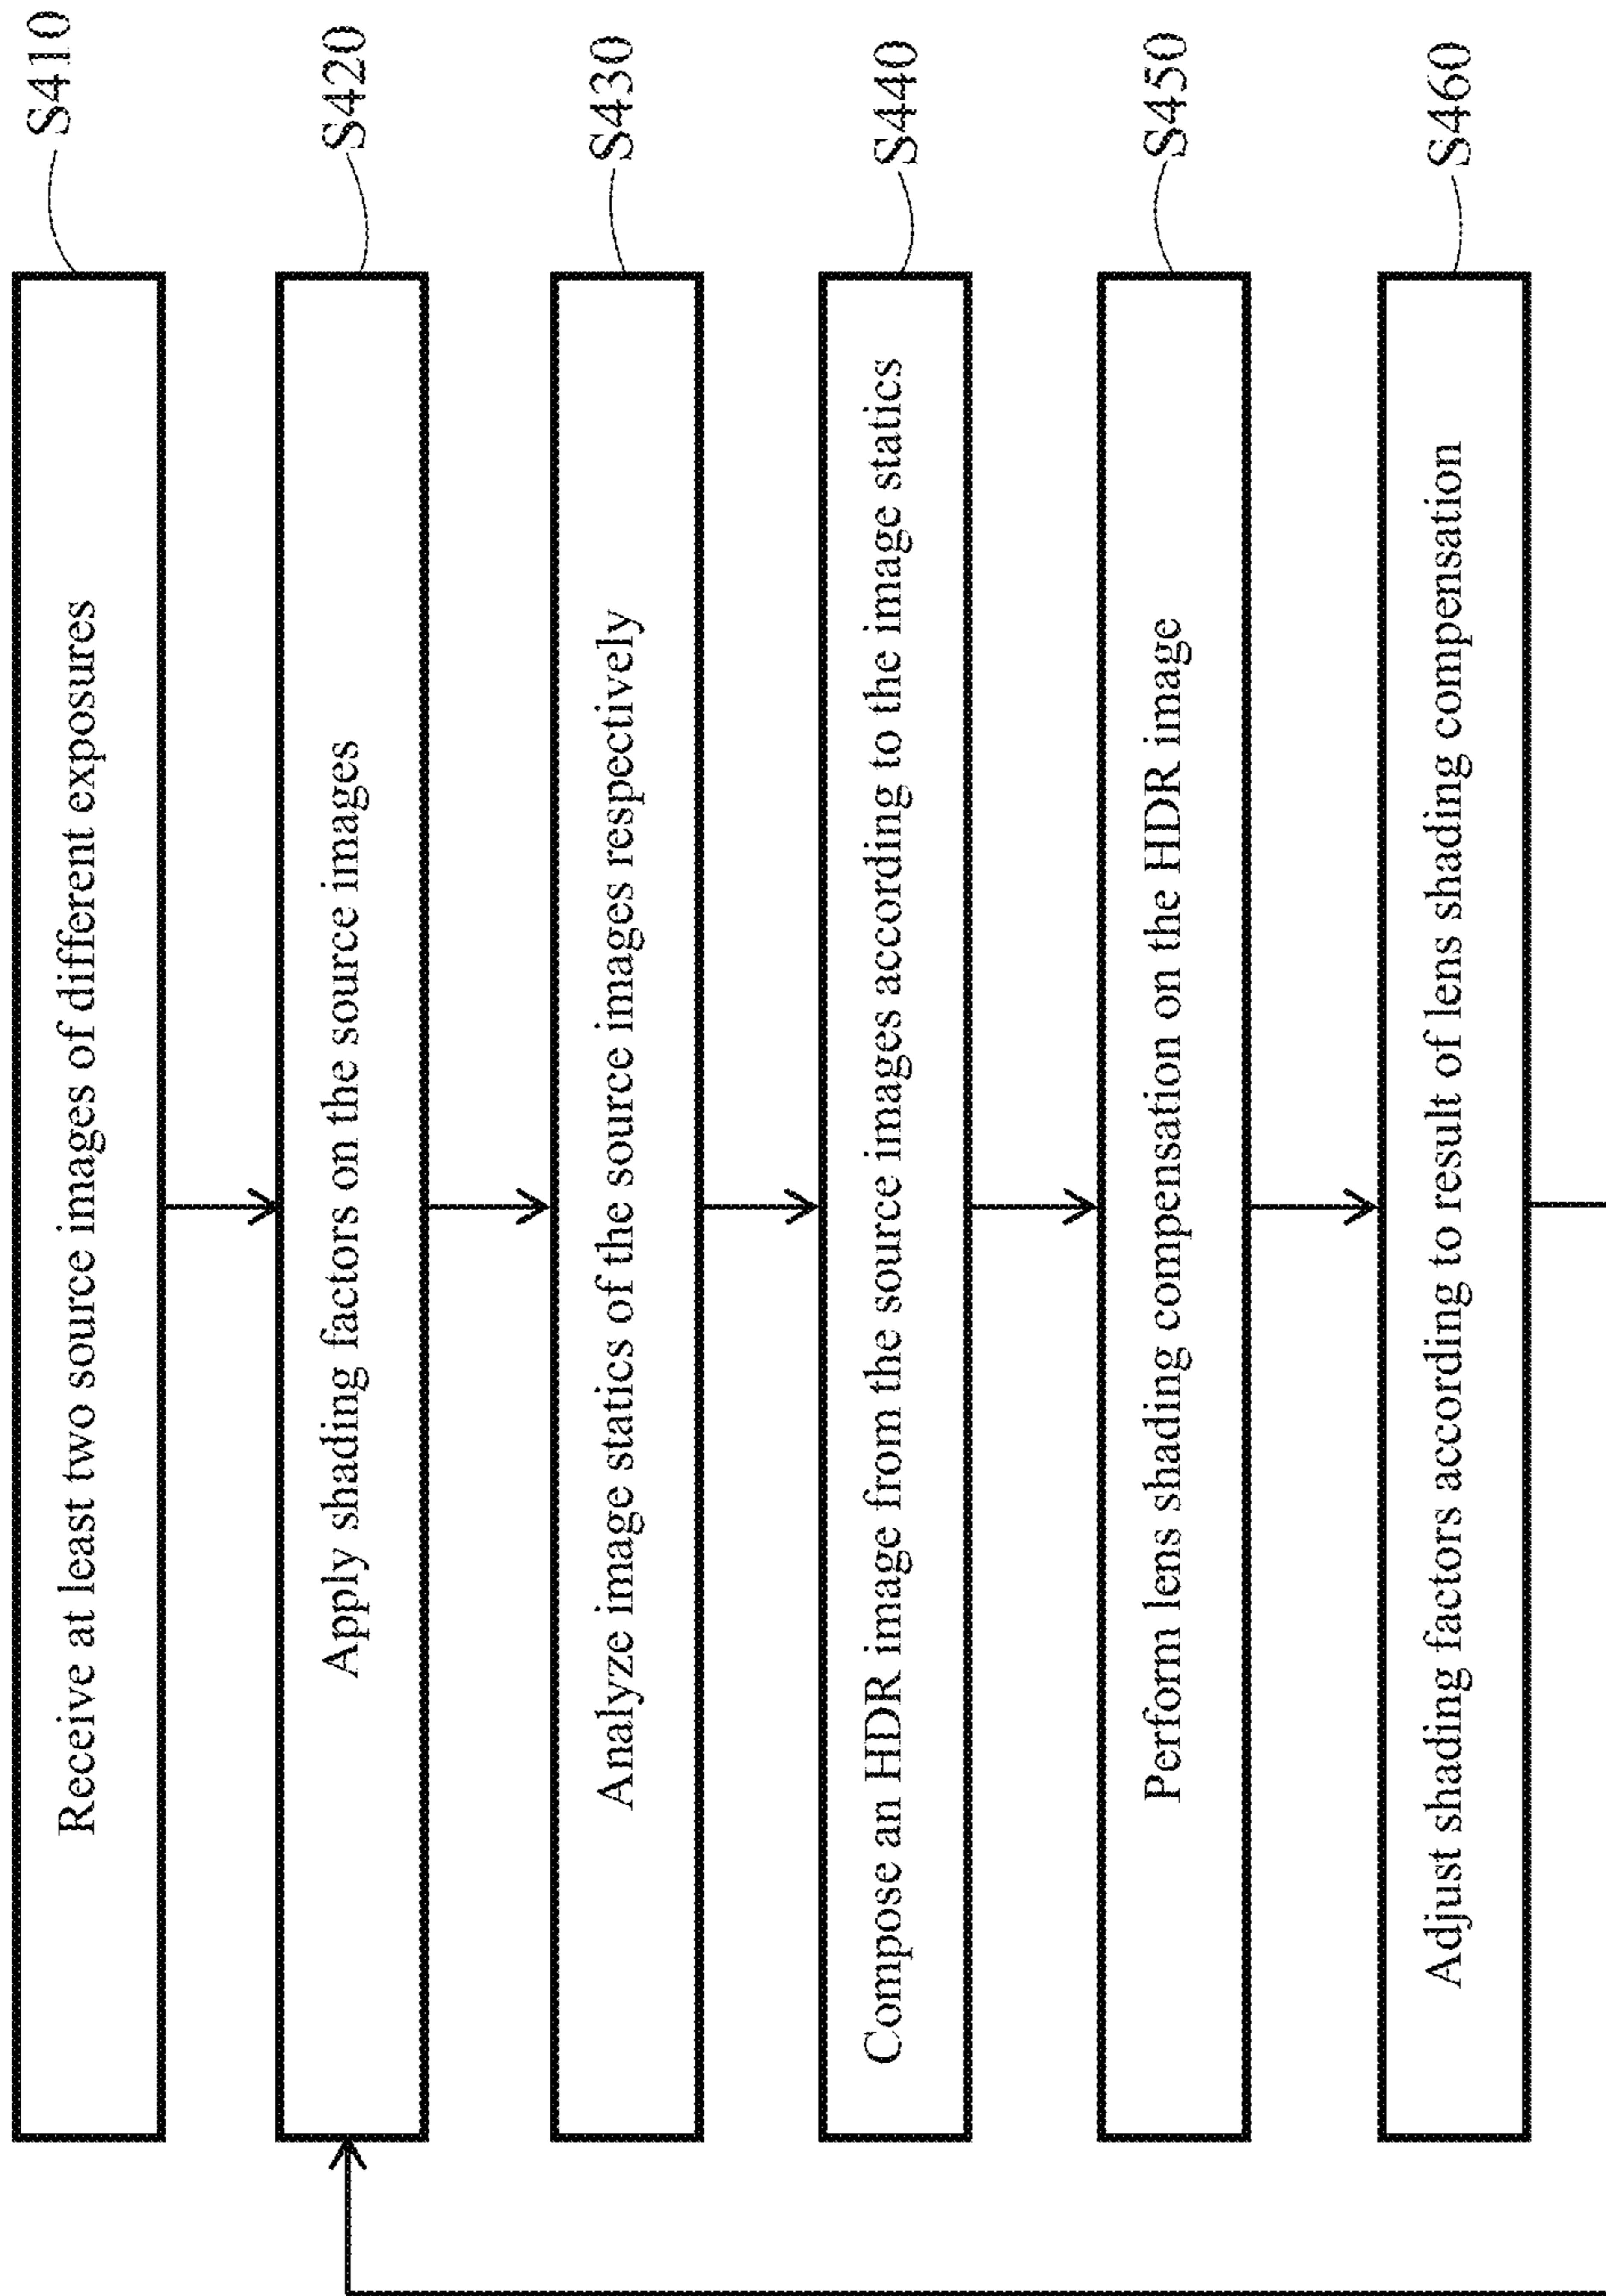 Receive at least two source images of different exposures
S410
Apply shading factors on the source images
S420
Analyze image statics of the source images respectively
S430
Compose an HDR image from the source images according to the image statics
S440
Perform lens shading compensation on the HDR image
S450
Adjust shading factors according to result of lens shading compensation
S460